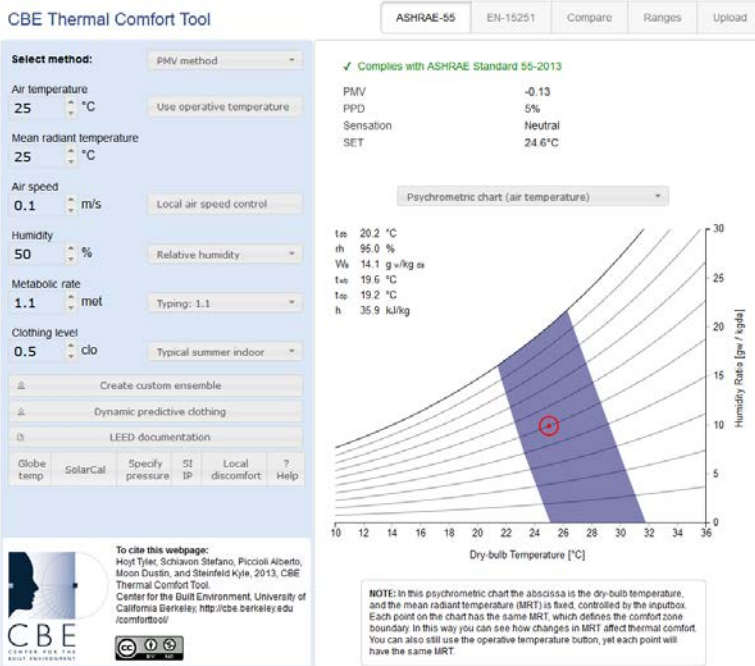 CBE Thermal Comfort Tool
ASHRAE-55
EN-15251
Compare
Ranges
Upload
Select method:
PMV method
Air temperature
25 °C
Use operative temperature
Mean radiant temperature
25 °C
Air speed
0.1 m/s
Local air speed control
Humidity
50 %
Relative humidity
Metabolic rate
1.1 met
Typing: 1.1
Clothing level
0.5 clo
Typical summer indoor
Create custom ensemble
Dynamic predictive clothing
LEED documentation
Globe temp
SolarCal
Specify pressure
SI IP
Local discomfort
? Help
To cite this webpage:
Hoyt Tyler, Schiavon Stefano, Piccioli Alberto,
Moon Dustin, and Steinfeld Kyle, 2013, CBE
Thermal Comfort Tool.
Center for the Built Environment, University of
California Berkeley, http://cbe.berkeley.edu
/comforttool/
CBE
CENTER FOR THE
BUILT ENVIRONMENT
cc
BY NC
✓ Complies with ASHRAE Standard 55-2013
PMV -0.13
PPD 5%
Sensation Neutral
SET 24.6°C
Psychrometric chart (air temperature)
tdb 20.2 °C
rh 95.0 %
Wa 14.1 g w/kg da
twb 19.6 °C
tdp 19.2 °C
h 35.9 kJ/kg
30
25
20
15
10
5
0
Humidity Ratio [gw / kgda]
10 12 14 16 18 20 22 24 26 28 30 32 34 36
Dry-bulb Temperature [°C]
NOTE: In this psychrometric chart the abscissa is the dry-bulb temperature,
and the mean radiant temperature (MRT) is fixed, controlled by the inputbox.
Each point on the chart has the same MRT, which defines the comfort zone
boundary. In this way you can see how changes in MRT affect thermal comfort.
You can also still use the operative temperature button, yet each point will
have the same MRT.